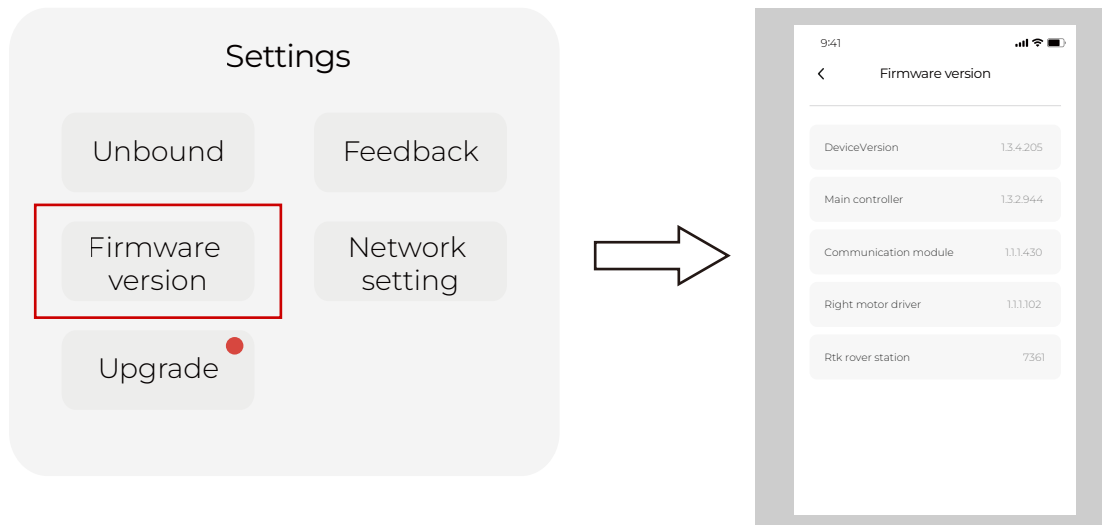 Settings
Unbound
Feedback
Firmware
version
Network
setting
Upgrade
9:41
Firmware version
DeviceVersion 1.3.4.205
Main controller 1.3.2.944
Communication module 1.1.1.430
Right motor driver 1.1.1.102
Rtk rover station 7361